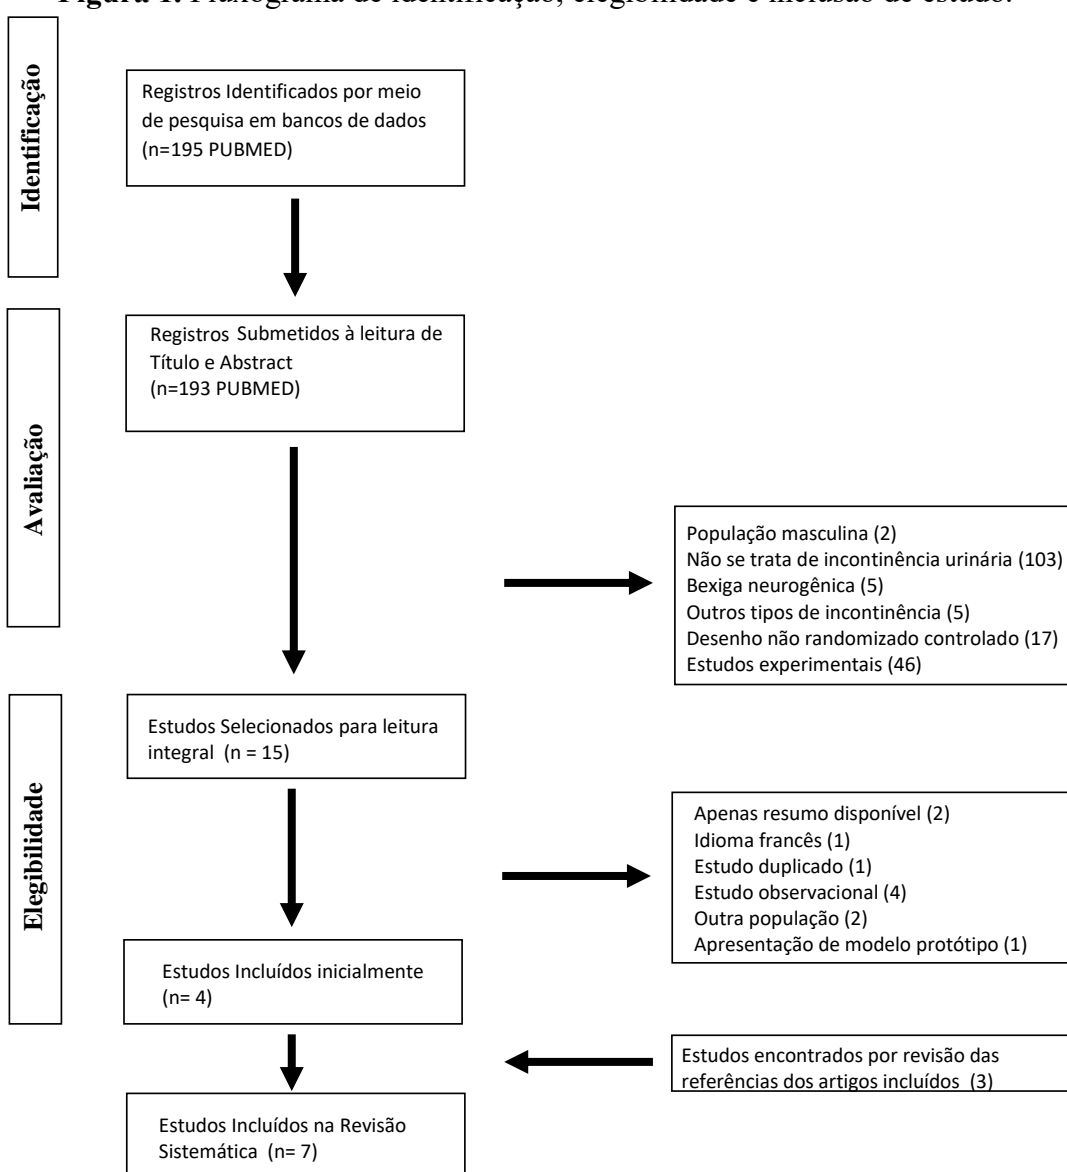 Figura 1. Fluxograma de identificação, elegibilidade e inclusão de estudo.
Identificação
Registros Identificados por meio
de pesquisa em bancos de dados
(n=195 PUBMED)
Avaliação
Registros Submetidos à leitura de
Título e Abstract
(n=193 PUBMED)
População masculina (2)
Não se trata de incontinência urinária (103)
Bexiga neurogênica (5)
Outros tipos de incontinência (5)
Desenho não randomizado controlado (17)
Estudos experimentais (46)
Elegibilidade
Estudos Selecionados para leitura
integral (n = 15)
Apenas resumo disponível (2)
Idioma francês (1)
Estudo duplicado (1)
Estudo observacional (4)
Outra população (2)
Apresentação de modelo protótipo (1)
Estudos Incluídos inicialmente
(n= 4)
Estudos encontrados por revisão das
referências dos artigos incluídos (3)
Estudos Incluídos na Revisão
Sistemática (n= 7)